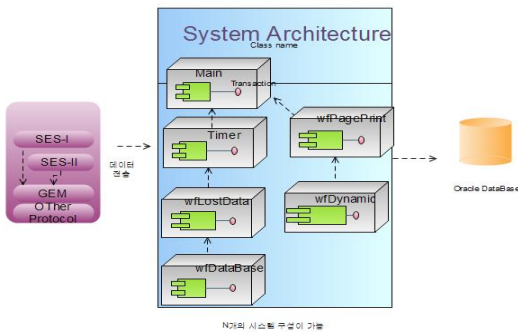 System Architecture
Class name
Main
Transaction
wfPagePrint
Timer
SES-I
SES-II
GEM
OTher
Protocol
데이터
전송
wfLostData
wfDynamic
wfDataBase
Oracle DataBase
N개의 시스템 구성이 가능